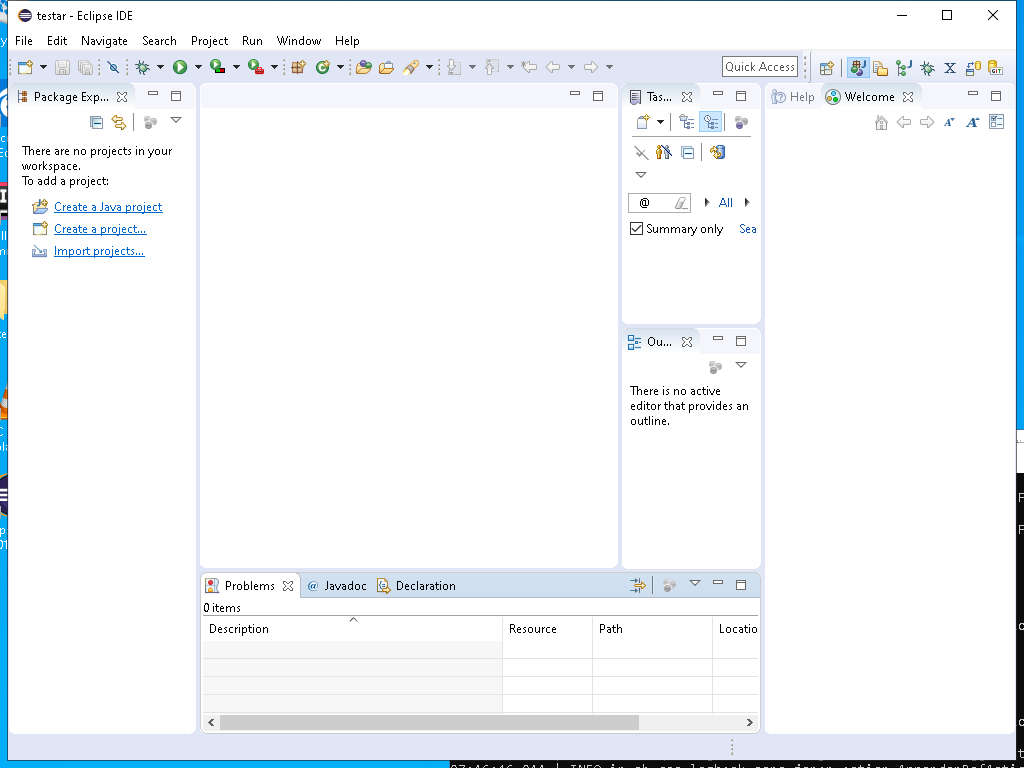 testar - Eclipse IDE
File Edit Navigate Search Project Run Window Help
Quick Access
Package Exp...
There are no projects in your
workspace.
To add a project:
Create a Java project
Create a project...
Import projects...
Tas...
@
All
Summary only
Sea
Ou...
There is no active
editor that provides an
outline.
Help
Welcome
Problems
@ Javadoc
Declaration
0 items
Description Resource Path Locatio